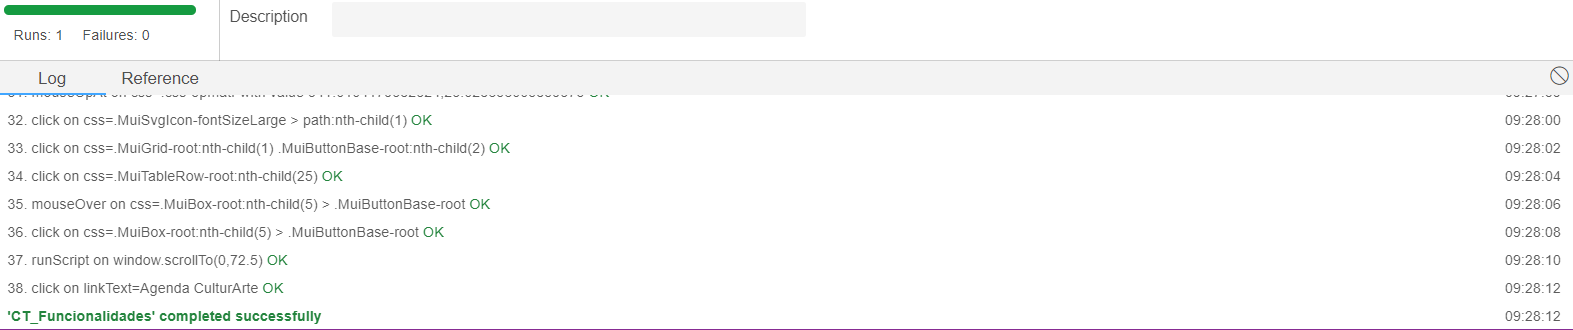 Description
Runs: 1 Failures: 0
Log Reference
32. click on css=.MuiSvgIcon-fontSizeLarge > path:nth-child(1) OK 09:28:00
33. click on css=.MuiGrid-root:nth-child(1) .MuiButtonBase-root:nth-child(2) OK 09:28:02
34. click on css=.MuiTableRow-root:nth-child(25) OK 09:28:04
35. mouseOver on css=.MuiBox-root:nth-child(5) > .MuiButtonBase-root OK 09:28:06
36. click on css=.MuiBox-root:nth-child(5) > .MuiButtonBase-root OK 09:28:08
37. runScript on window.scrollTo(0,72.5) OK 09:28:10
38. click on linkText=Agenda CulturArte OK 09:28:12
'CT_Funcionalidades' completed successfully 09:28:12